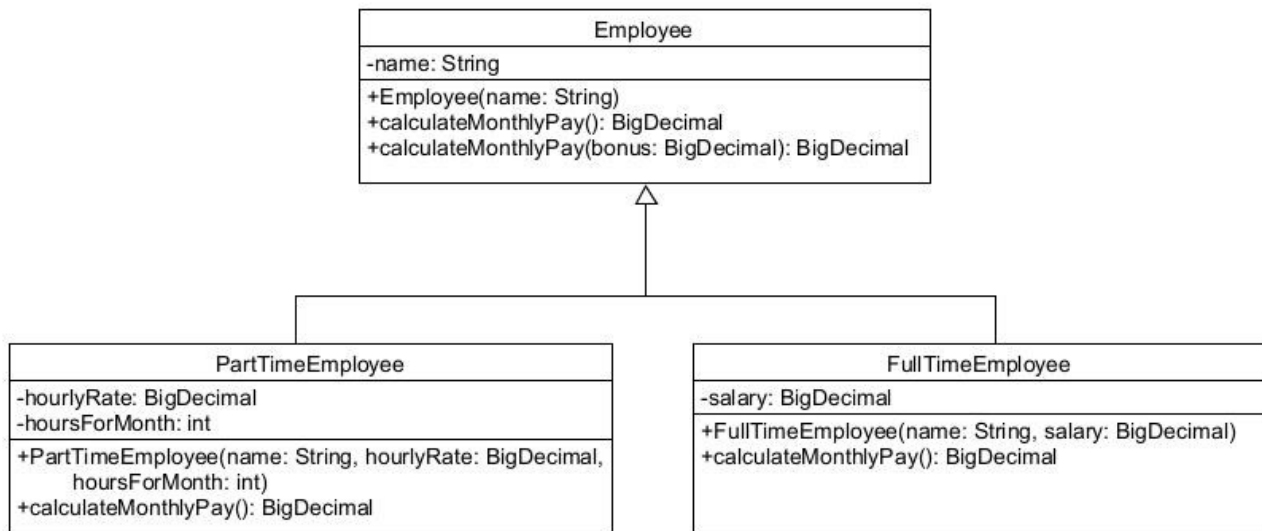 Employee
-name: String
+Employee(name: String)
+calculateMonthlyPay(): BigDecimal
+calculateMonthlyPay(bonus: BigDecimal): BigDecimal
PartTimeEmployee
-hourlyRate: BigDecimal
-hoursForMonth: int
+PartTimeEmployee(name: String, hourlyRate: BigDecimal,
hoursForMonth: int)
+calculateMonthlyPay(): BigDecimal
FullTimeEmployee
-salary: BigDecimal
+FullTimeEmployee(name: String, salary: BigDecimal)
+calculateMonthlyPay(): BigDecimal